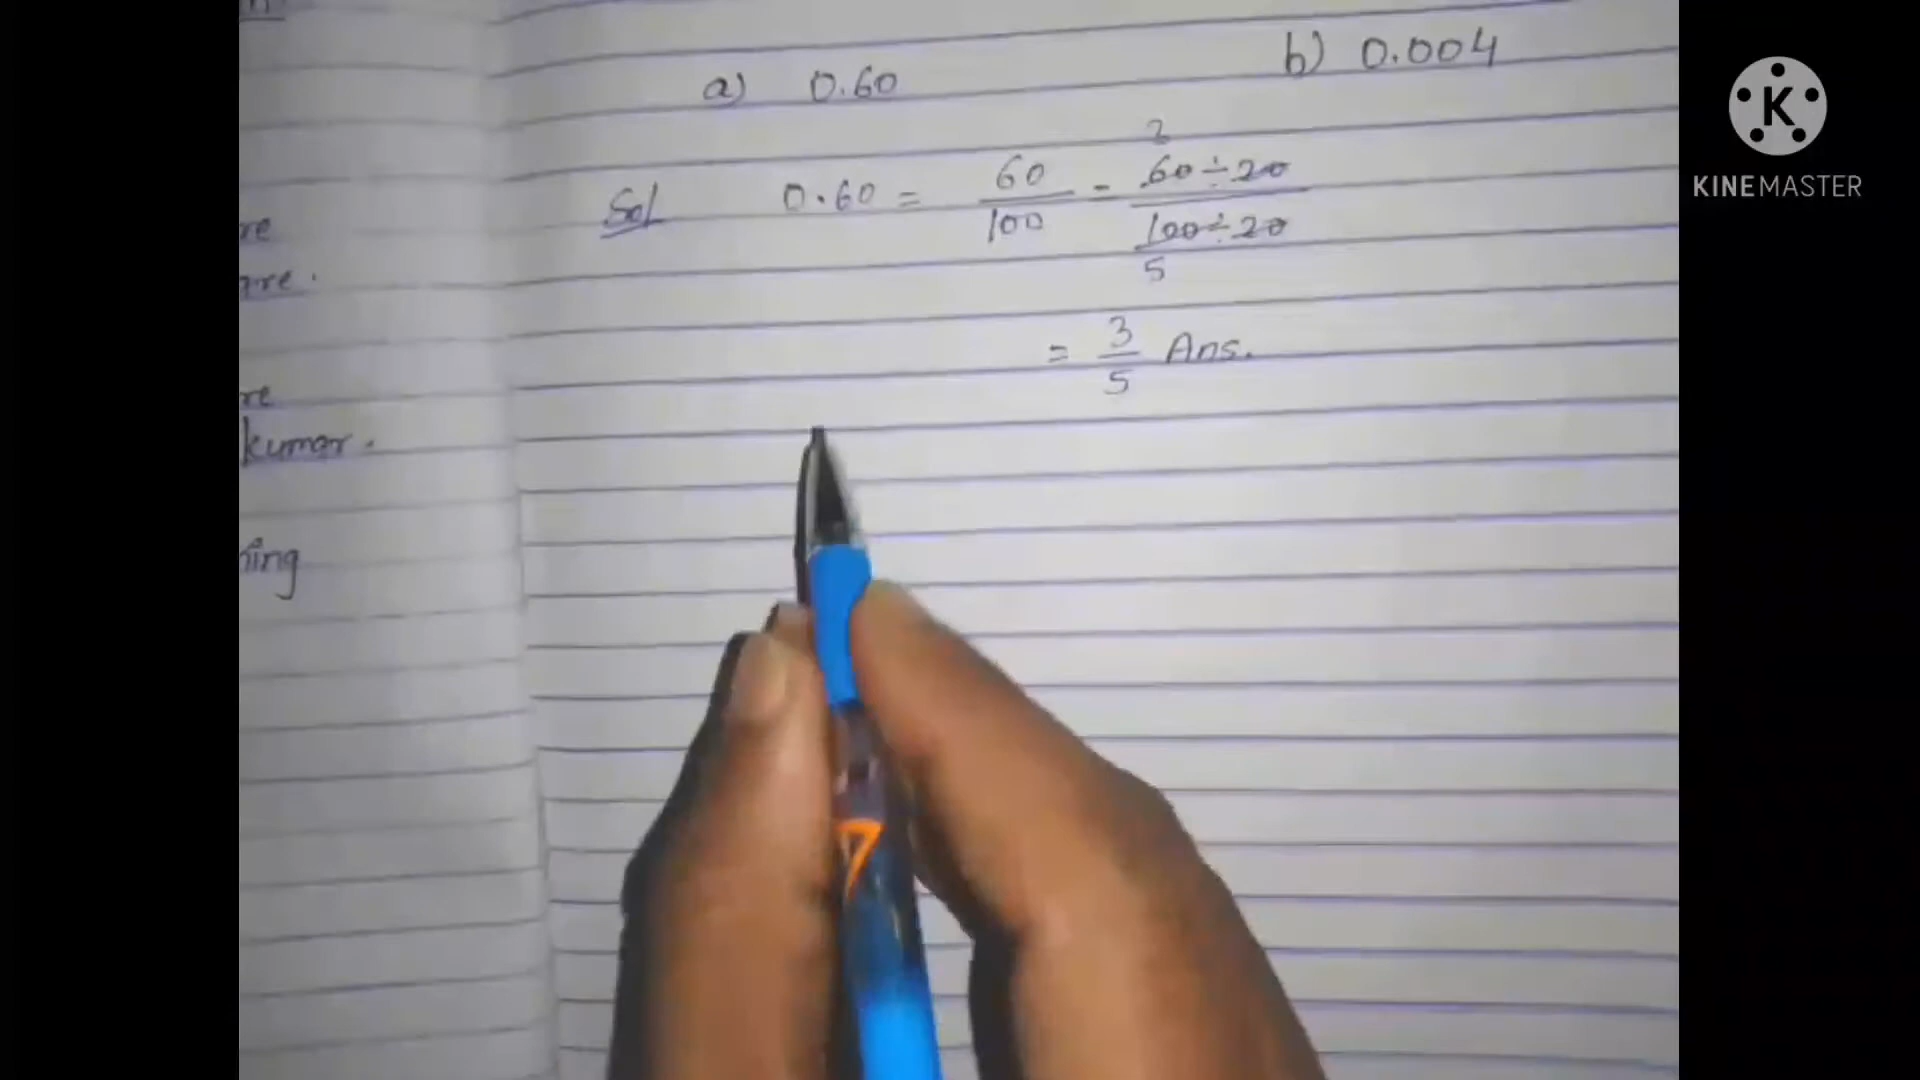 a) 0.60 b) 0.004
3
Sol 0.60 = 60/100 = 60÷20/100÷20
5
= 3/5 Ans.
re
are.
re
kumar.
ning
K
KINEMASTER